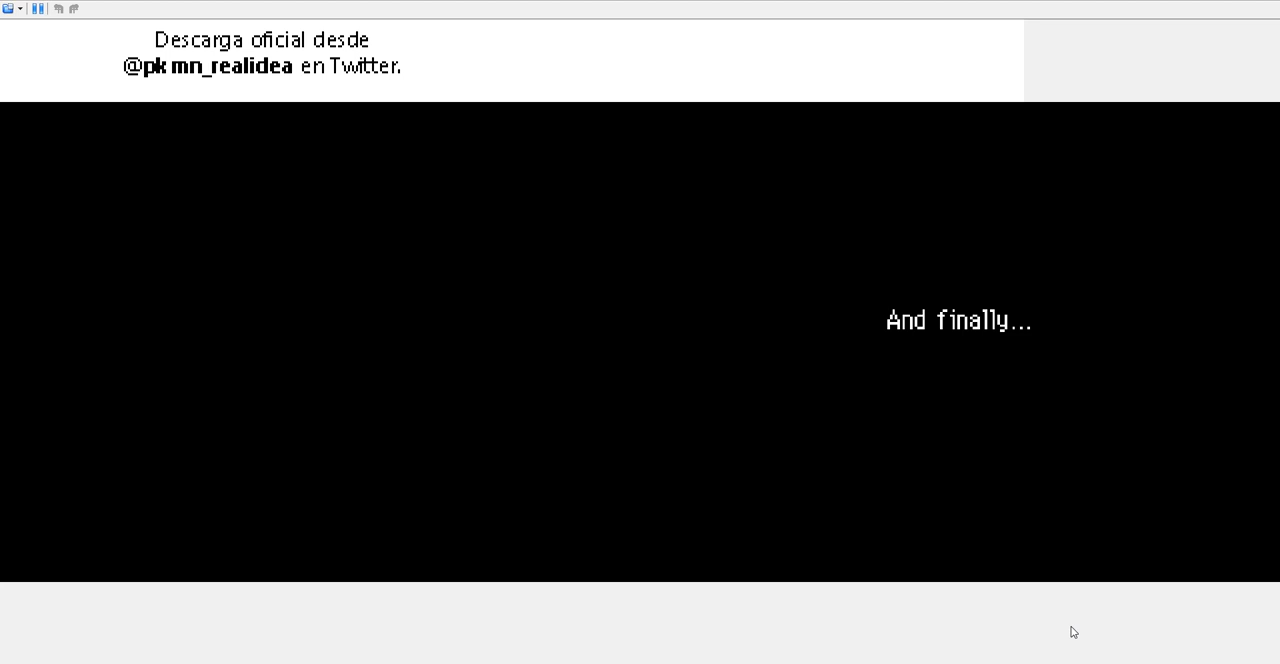 Descarga oficial desde
@pkmn_realidea en Twitter.
And finally...